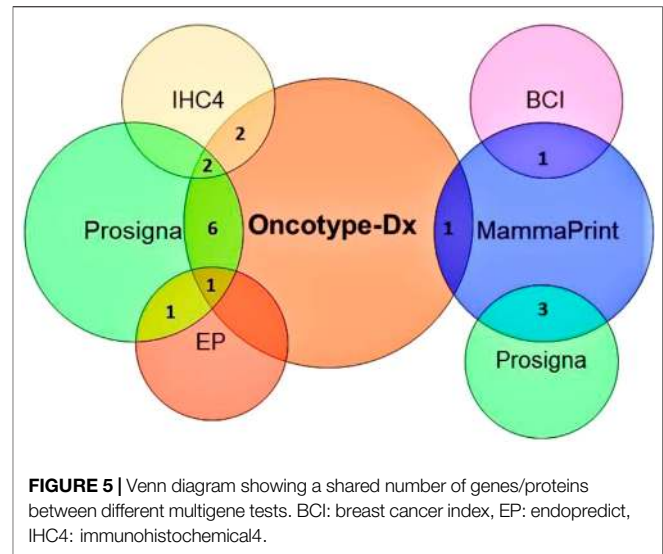 IHC4
BCI
2
2
1
Prosigna
6
Oncotype-Dx
1
MammaPrint
1
1
3
EP
Prosigna
FIGURE 5 | Venn diagram showing a shared number of genes/proteins
between different multigene tests. BCI: breast cancer index, EP: endopredict,
IHC4: immunohistochemical4.